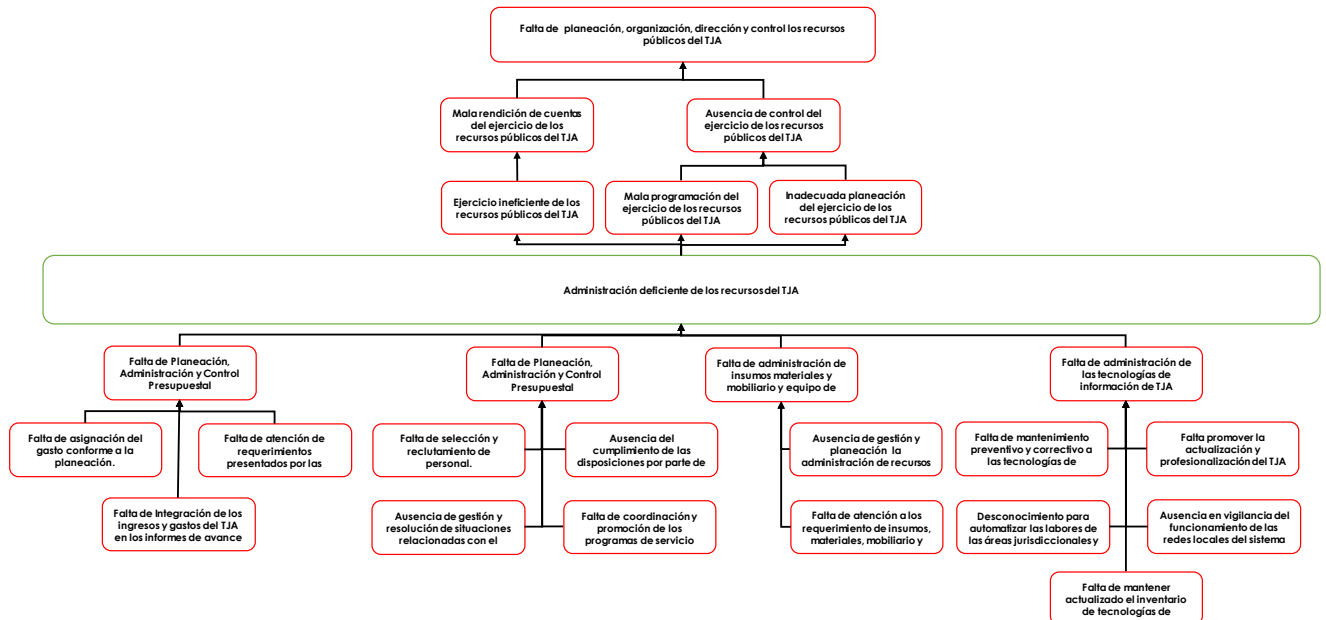 Falta de planeación, organización, dirección y control los recursos
públicos del TJA
Mala rendición de cuentas
del ejercicio de los
recursos públicos del TJA
Ausencia de control del
ejercicio de los recursos
públicos del TJA
Ejercicio ineficiente de los
recursos públicos del TJA
Mala programación del
ejercicio de los recursos
públicos del TJA
Inadecuada planeación
del ejercicio de los
recursos públicos del TJA
Administración deficiente de los recursos del TJA
Falta de Planeación,
Administración y Control
Presupuestal
Falta de Planeación,
Administración y Control
Presupuestal
Falta de administración de
insumos materiales y
mobiliario y equipo de
Falta de administración de
las tecnologías de
información de TJA
Falta de asignación del
gasto conforme a la
planeación.
Falta de atención de
requerimientos
presentados por las
Falta de selección y
reclutamiento de
personal.
Ausencia del
cumplimiento de las
disposiciones por parte de
Ausencia de gestión y
planeación la
administración de recursos
Falta de mantenimiento
preventivo y correctivo a
las tecnologías de
Falta promover la
actualización y
profesionalización del TJA
Falta de Integración de los
ingresos y gastos del TJA
en los informes de avance
Ausencia de gestión y
resolución de situaciones
relacionadas con el
Falta de coordinación y
promoción de los
programas de servicio
Falta de atención a los
requerimiento de insumos,
materiales, mobiliario y
Desconocimiento para
automatizar las labores de
las áreas jurisdiccionales y
Ausencia en vigilancia del
funcionamiento de las
redes locales del sistema
Falta de mantener
actualizado el inventario
de tecnologías de